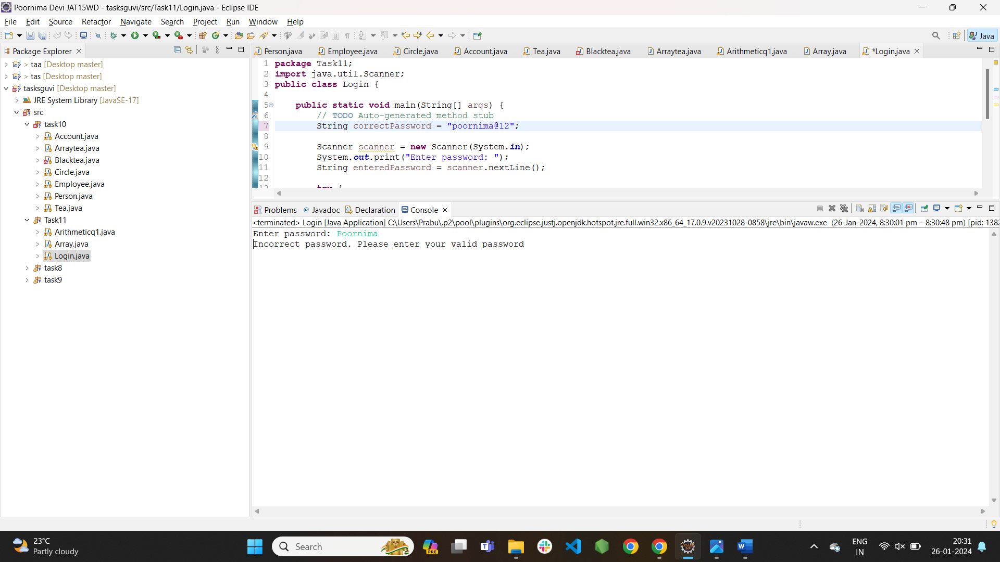 Poornima Devi JAT15WD - tasksguvi/src/Task11/Login.java - Eclipse IDE
File Edit Source Refactor Navigate Search Project Run Window Help
Java
Package Explorer
Person.java Employee.java Circle.java Account.java Tea.java Blacktea.java Arraytea.java Arithmeticq1.java Array.java *Login.java
> taa [Desktop master]
> tas [Desktop master]
tasksguvi [Desktop master]
JRE System Library [JavaSE-17]
src
task10
Account.java
Arraytea.java
Blacktea.java
Circle.java
Employee.java
Person.java
Tea.java
Task11
Arithmeticq1.java
Array.java
Login.java
task8
task9
1 package Task11;
2 import java.util.Scanner;
3 public class Login {
4
5 public static void main(String[] args) {
6 // TODO Auto-generated method stub
7 String correctPassword = "poornima@12";
8
9 Scanner scanner = new Scanner(System.in);
10 System.out.print("Enter password: ");
11 String enteredPassword = scanner.nextLine();
12
13 try {
Problems @ Javadoc Declaration Console
<terminated> Login [Java Application] C:\Users\Prabu\.p2\pool\plugins\org.eclipse.justj.openjdk.hotspot.jre.full.win32.x86_64_17.0.9.v20231028-0858\jre\bin\javaw.exe (26-Jan-2024, 8:30:01 pm – 8:30:48 pm) [pid: 1382
Enter password: Poornima
Incorrect password. Please enter your valid password
23°C
Partly cloudy
Search
PRE
ENG
IN
20:31
26-01-2024